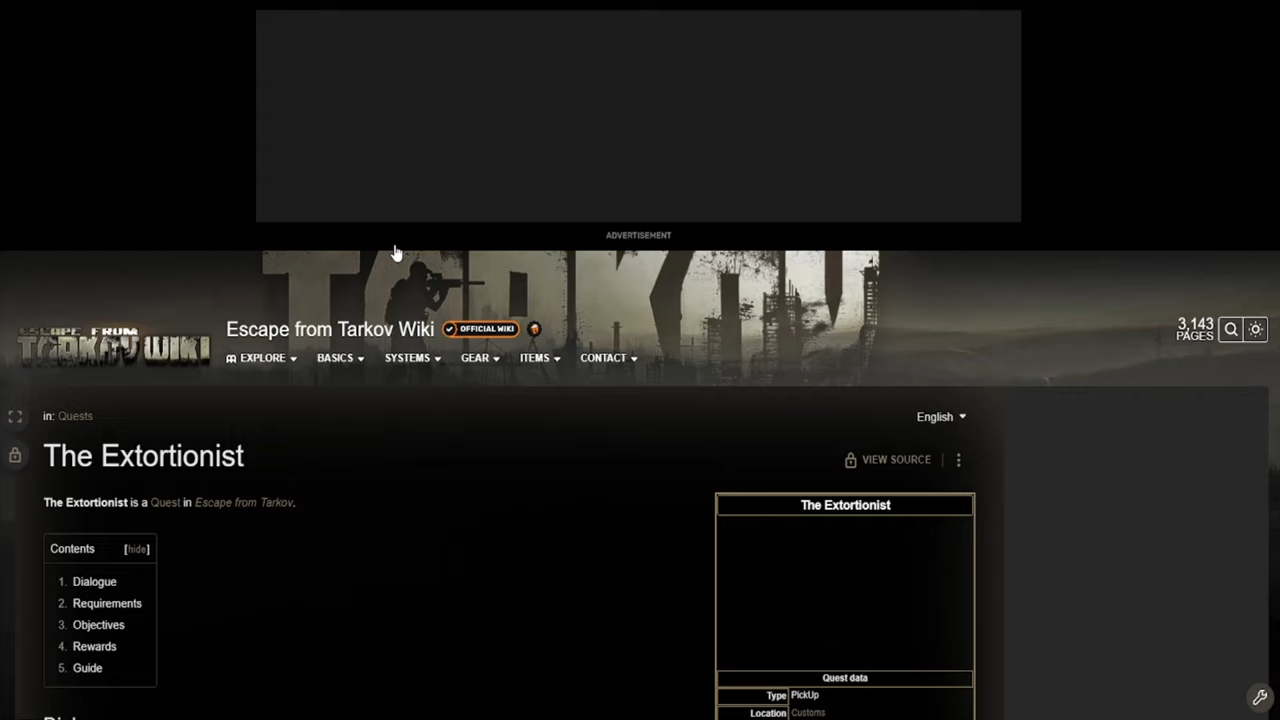 ADVERTISEMENT
TARKOV
ESCAPE FROM
TARKOV WIKI
Escape from Tarkov Wiki
OFFICIAL WIKI
EXPLORE
BASICS
SYSTEMS
GEAR
ITEMS
CONTACT
3,143
PAGES
in: Quests
English
The Extortionist
VIEW SOURCE
The Extortionist is a Quest in Escape from Tarkov.
Contents [hide]
1. Dialogue
2. Requirements
3. Objectives
4. Rewards
5. Guide
The Extortionist
Quest data
Type PickUp
Location Customs